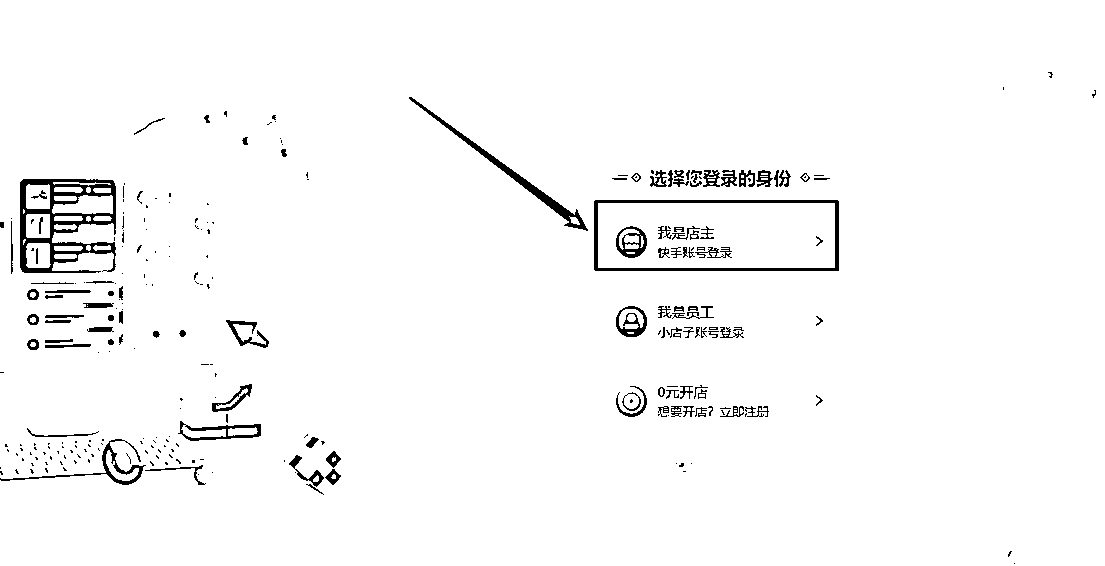 选择您登录的身份
我是店主
快手账号登录
我是员工
小店子账号登录
0元开店
想要开店？立即注册